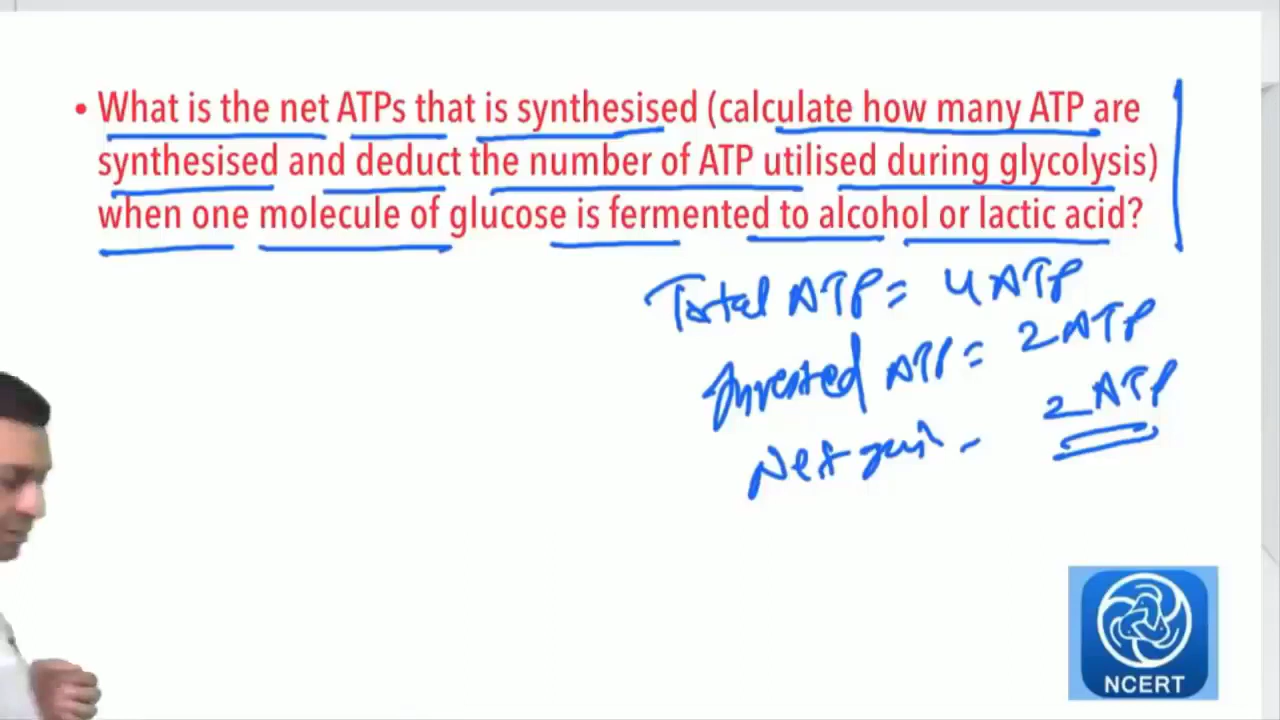 • What is the net ATPs that is synthesised (calculate how many ATP are
synthesised and deduct the number of ATP utilised during glycolysis)
when one molecule of glucose is fermented to alcohol or lactic acid?
Total ATP = 4 ATP
Invested ATP = 2 ATP
Net gain - 2 ATP
NCERT